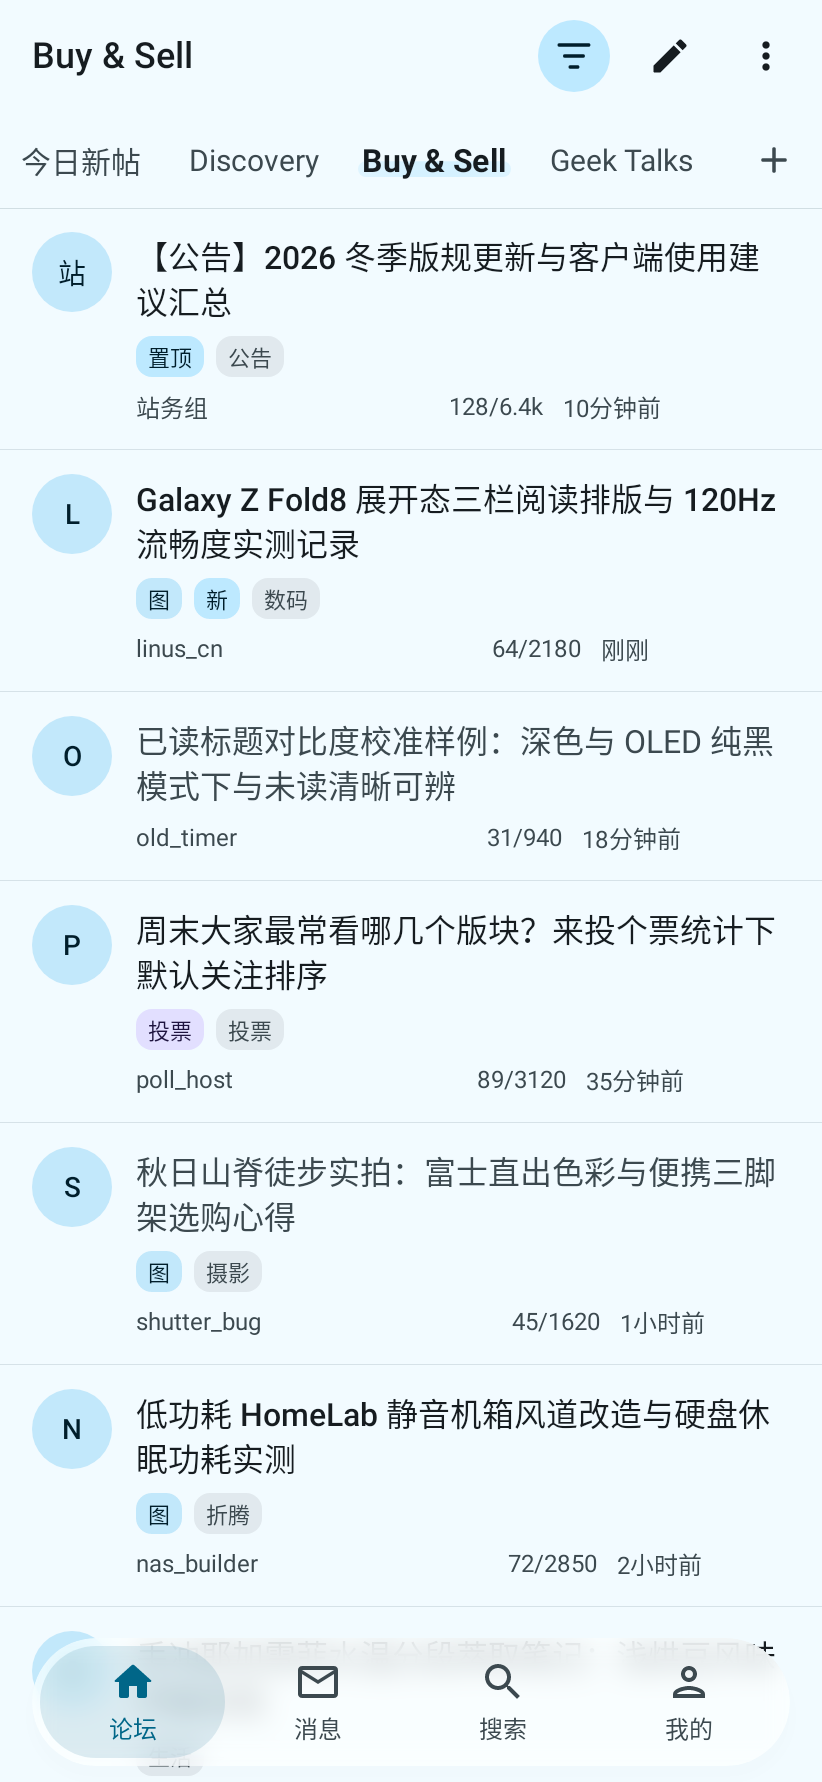 Buy & Sell
今日新帖 Discovery Buy & Sell Geek Talks
站
【公告】2026 冬季版规更新与客户端使用建
议汇总
置顶 公告
站务组 128/6.4k 10分钟前
L
Galaxy Z Fold8 展开态三栏阅读排版与 120Hz
流畅度实测记录
图 新 数码
linus_cn 64/2180 刚刚
O
已读标题对比度校准样例：深色与 OLED 纯黑
模式下与未读清晰可辨
old_timer 31/940 18分钟前
P
周末大家最常看哪几个版块？来投个票统计下
默认关注排序
投票 投票
poll_host 89/3120 35分钟前
S
秋日山脊徒步实拍：富士直出色彩与便携三脚
架选购心得
图 摄影
shutter_bug 45/1620 1小时前
N
低功耗 HomeLab 静音机箱风道改造与硬盘休
眠功耗实测
图 折腾
nas_builder 72/2850 2小时前
论坛 消息 搜索 我的